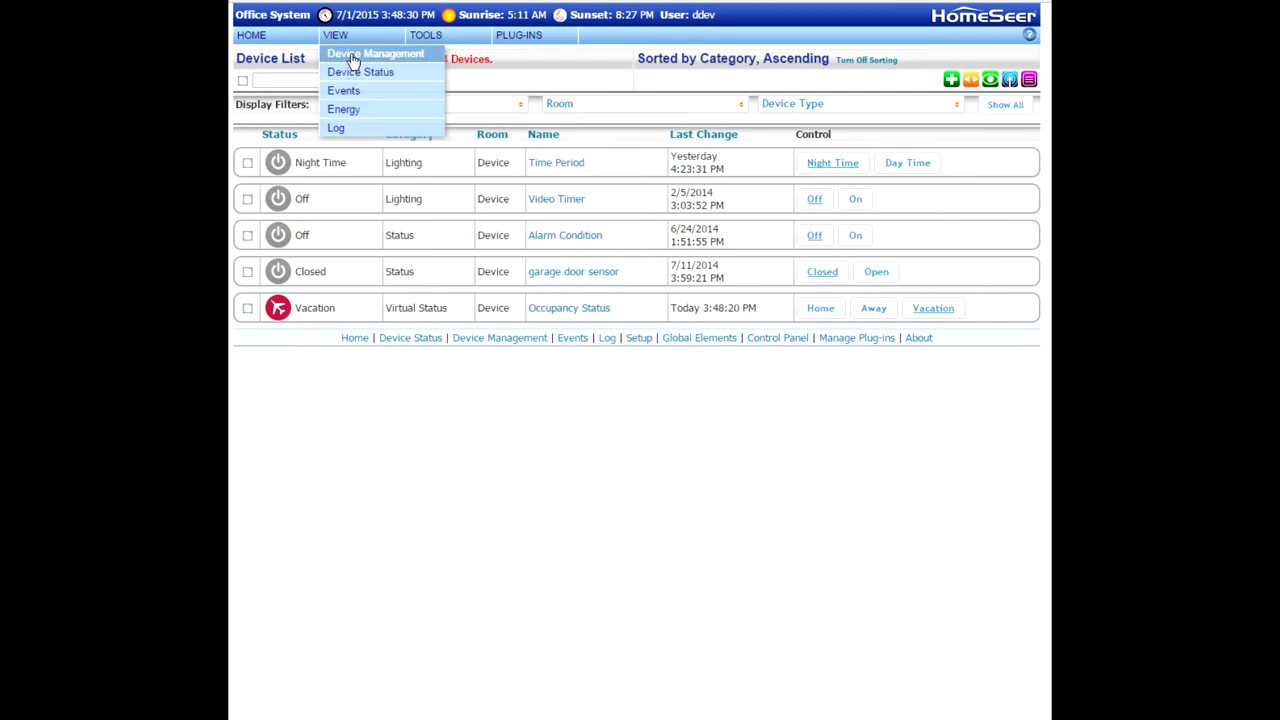 Office System 7/1/2015 3:48:30 PM Sunrise: 5:11 AM Sunset: 8:27 PM User: ddev HomeSeer
HOME VIEW TOOLS PLUG-INS
Device Management
Device Status
Events
Energy
Log
Device List Devices. Sorted by Category, Ascending Turn Off Sorting
Display Filters: Room Device Type Show All
Status Category Room Name Last Change Control
Night Time Lighting Device Time Period Yesterday 4:23:31 PM Night Time Day Time
Off Lighting Device Video Timer 2/5/2014 3:03:52 PM Off On
Off Status Device Alarm Condition 6/24/2014 1:51:55 PM Off On
Closed Status Device garage door sensor 7/11/2014 3:59:21 PM Closed Open
Vacation Virtual Status Device Occupancy Status Today 3:48:20 PM Home Away Vacation
Home | Device Status | Device Management | Events | Log | Setup | Global Elements | Control Panel | Manage Plug-ins | About